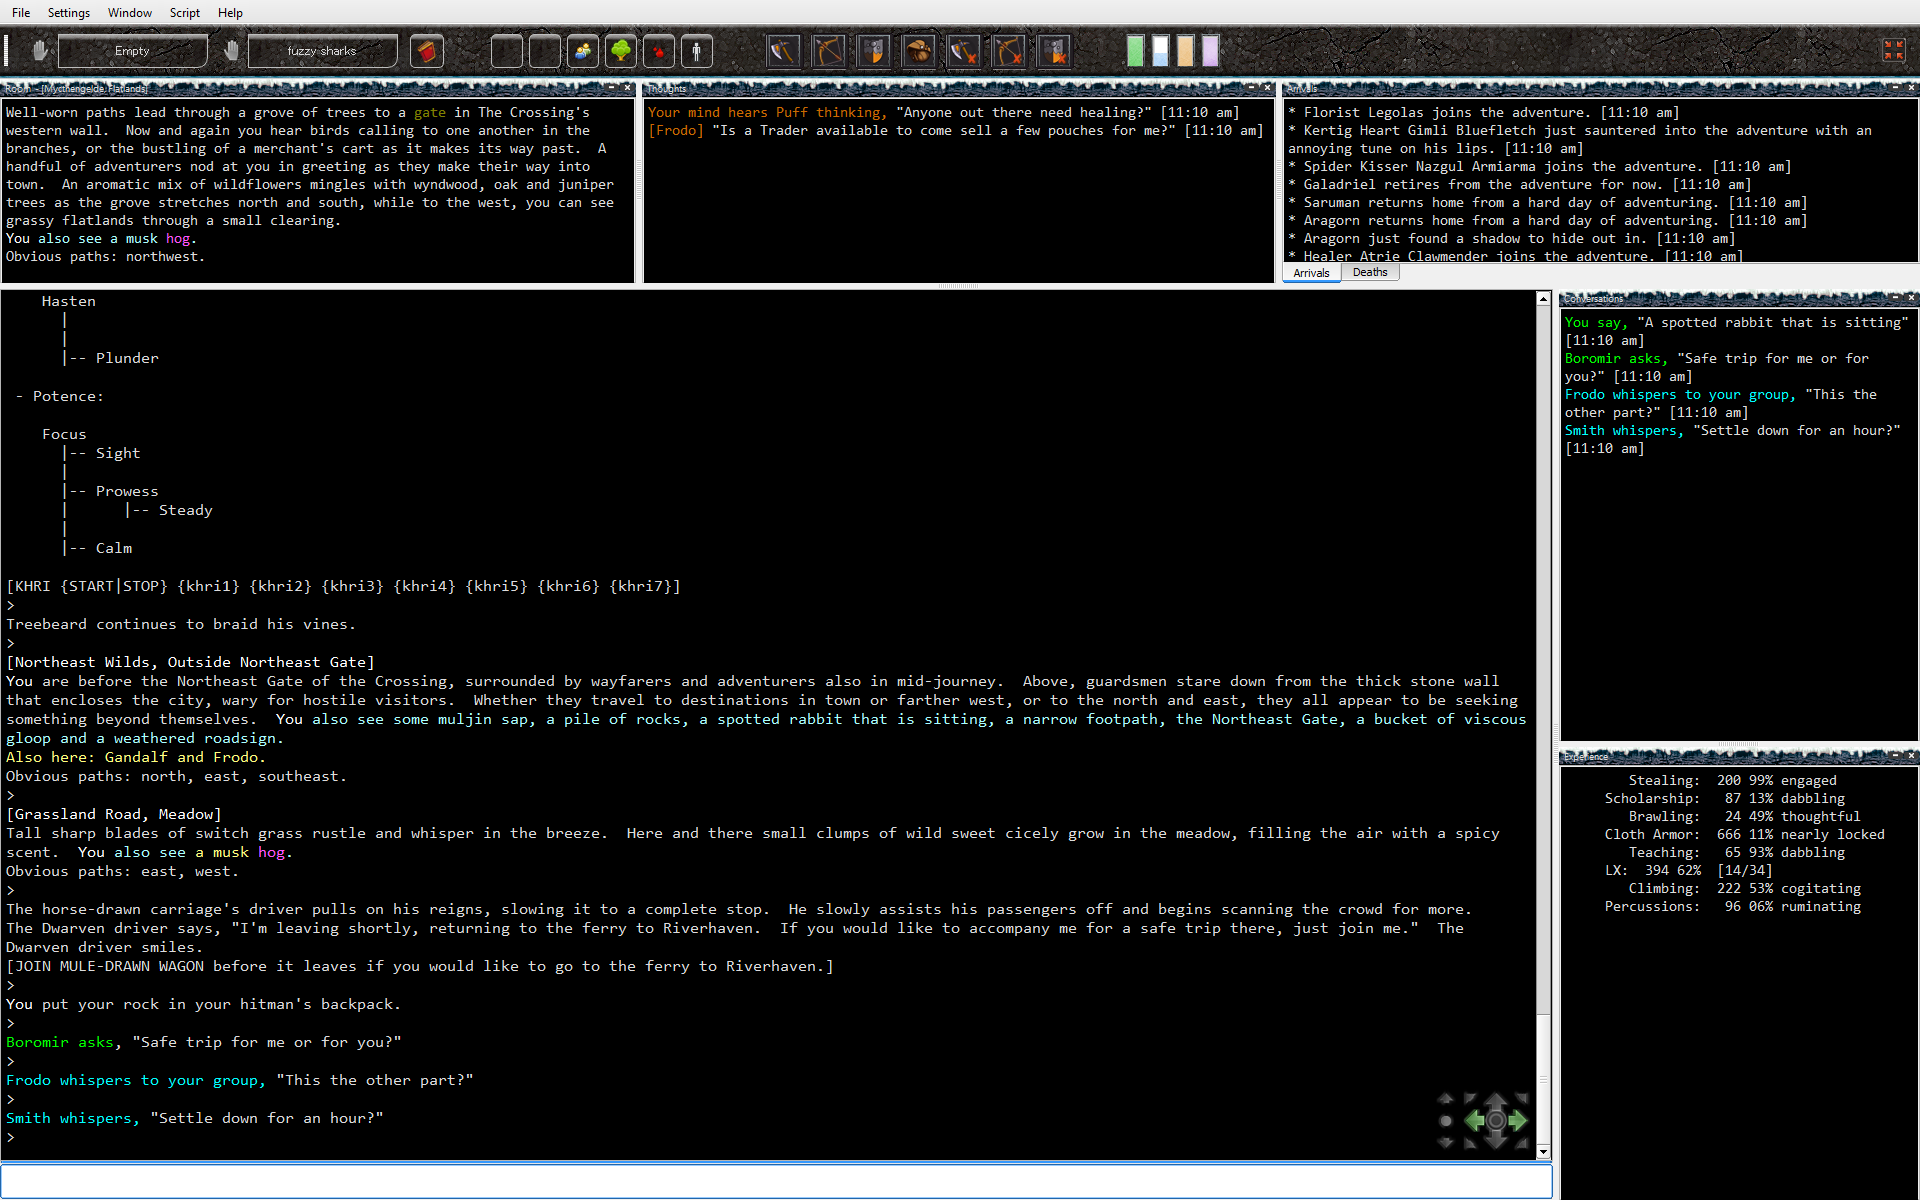 File Settings Window Script Help
Empty fuzzy sharks
Room - [Mycthengelde, Flatlands]
Well-worn paths lead through a grove of trees to a gate in The Crossing's
western wall.  Now and again you hear birds calling to one another in the
branches, or the bustling of a merchant's cart as it makes its way past.  A
handful of adventurers nod at you in greeting as they make their way into
town.  An aromatic mix of wildflowers mingles with wyndwood, oak and juniper
trees as the grove stretches north and south, while to the west, you can see
grassy flatlands through a small clearing.
You also see a musk hog.
Obvious paths: northwest.
Thoughts
Your mind hears Puff thinking, "Anyone out there need healing?" [11:10 am]
[Frodo] "Is a Trader available to come sell a few pouches for me?" [11:10 am]
Arrivals
* Florist Legolas joins the adventure. [11:10 am]
* Kertig Heart Gimli Bluefletch just sauntered into the adventure with an
annoying tune on his lips. [11:10 am]
* Spider Kisser Nazgul Armiarma joins the adventure. [11:10 am]
* Galadriel retires from the adventure for now. [11:10 am]
* Saruman returns home from a hard day of adventuring. [11:10 am]
* Aragorn returns home from a hard day of adventuring. [11:10 am]
* Aragorn just found a shadow to hide out in. [11:10 am]
* Healer Atrie Clawmender joins the adventure. [11:10 am]
Arrivals Deaths
Hasten
|
|
|-- Plunder
- Potence:
Focus
|-- Sight
|
|-- Prowess
|      |-- Steady
|
|-- Calm
[KHRI {START|STOP} {khri1} {khri2} {khri3} {khri4} {khri5} {khri6} {khri7}]
>
Treebeard continues to braid his vines.
>
[Northeast Wilds, Outside Northeast Gate]
You are before the Northeast Gate of the Crossing, surrounded by wayfarers and adventurers also in mid-journey.  Above, guardsmen stare down from the thick stone wall
that encloses the city, wary for hostile visitors.  Whether they travel to destinations in town or farther west, or to the north and east, they all appear to be seeking
something beyond themselves.  You also see some muljin sap, a pile of rocks, a spotted rabbit that is sitting, a narrow footpath, the Northeast Gate, a bucket of viscous
gloop and a weathered roadsign.
Also here: Gandalf and Frodo.
Obvious paths: north, east, southeast.
>
[Grassland Road, Meadow]
Tall sharp blades of switch grass rustle and whisper in the breeze.  Here and there small clumps of wild sweet cicely grow in the meadow, filling the air with a spicy
scent.  You also see a musk hog.
Obvious paths: east, west.
>
The horse-drawn carriage's driver pulls on his reigns, slowing it to a complete stop.  He slowly assists his passengers off and begins scanning the crowd for more.
The Dwarven driver says, "I'm leaving shortly, returning to the ferry to Riverhaven.  If you would like to accompany me for a safe trip there, just join me."  The
Dwarven driver smiles.
[JOIN MULE-DRAWN WAGON before it leaves if you would like to go to the ferry to Riverhaven.]
>
You put your rock in your hitman's backpack.
>
Boromir asks, "Safe trip for me or for you?"
>
Frodo whispers to your group, "This the other part?"
>
Smith whispers, "Settle down for an hour?"
>
Conversations
You say, "A spotted rabbit that is sitting"
[11:10 am]
Boromir asks, "Safe trip for me or for
you?" [11:10 am]
Frodo whispers to your group, "This the
other part?" [11:10 am]
Smith whispers, "Settle down for an hour?"
[11:10 am]
Experience
Stealing:  200 99% engaged
Scholarship:   87 13% dabbling
Brawling:   24 49% thoughtful
Cloth Armor:  666 11% nearly locked
Teaching:   65 93% dabbling
LX:  394 62%  [14/34]
Climbing:  222 53% cogitating
Percussions:   96 06% ruminating